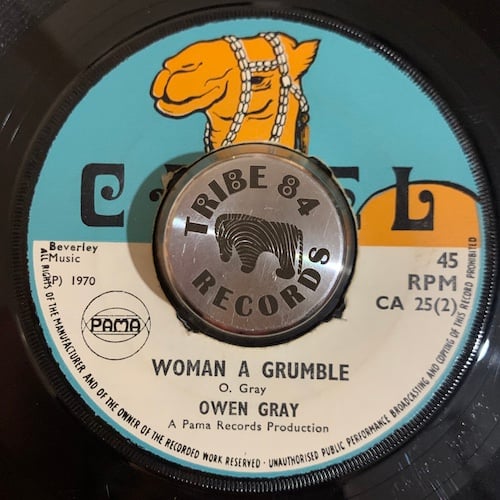 C
E L
TRIBE 84
RECORDS
Beverley
Music
(P) 1970
PAMA
45
RPM
CA 25(2)
WOMAN A GRUMBLE
O. Gray
OWEN GRAY
A Pama Records Production
ALL RIGHTS OF THE MANUFACTURER AND OF THE OWNER OF THE RECORDED WORK RESERVED · UNAUTHORISED PUBLIC PERFORMANCE BROADCASTING AND COPYING OF THIS RECORD PROHIBITED